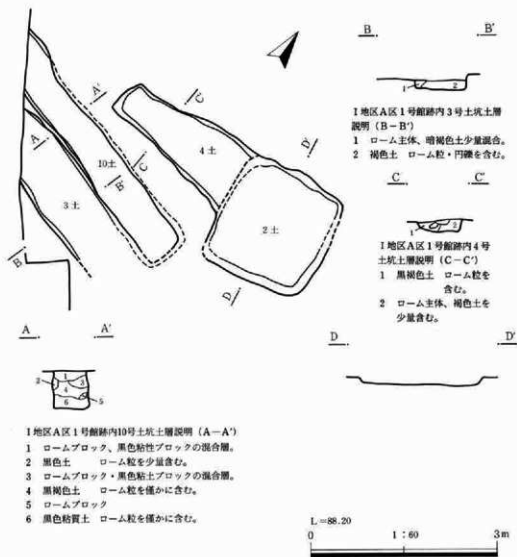 B B'
1 2
I地区A区1号館跡内3号土坑土層
説明(B-B')
1 ローム主体、暗褐色土少量混合。
2 褐色土 ローム粒・円礫を含む。
C C'
1 2
I地区A区1号館跡内4号
土坑土層説明(C-C')
1 黒褐色土 ローム粒を
含む。
2 ローム主体、褐色土を
少量含む。
A' C
A 10土 4土 D'
B' C'
3土 2土
B D
A A'
1
2 3
4
6 5
D D'
I地区A区1号館跡内10号土坑土層説明(A-A')
1 ロームブロック、黒色粘性ブロックの混合層。
2 黒色土 ローム粒を少量含む。
3 ロームブロック・黒色粘土ブロックの混合層。
4 黒褐色土 ローム粒を僅かに含む。
5 ロームブロック
6 黒色粘質土 ローム粒を僅かに含む。
L=88.20
0 1:60 3m